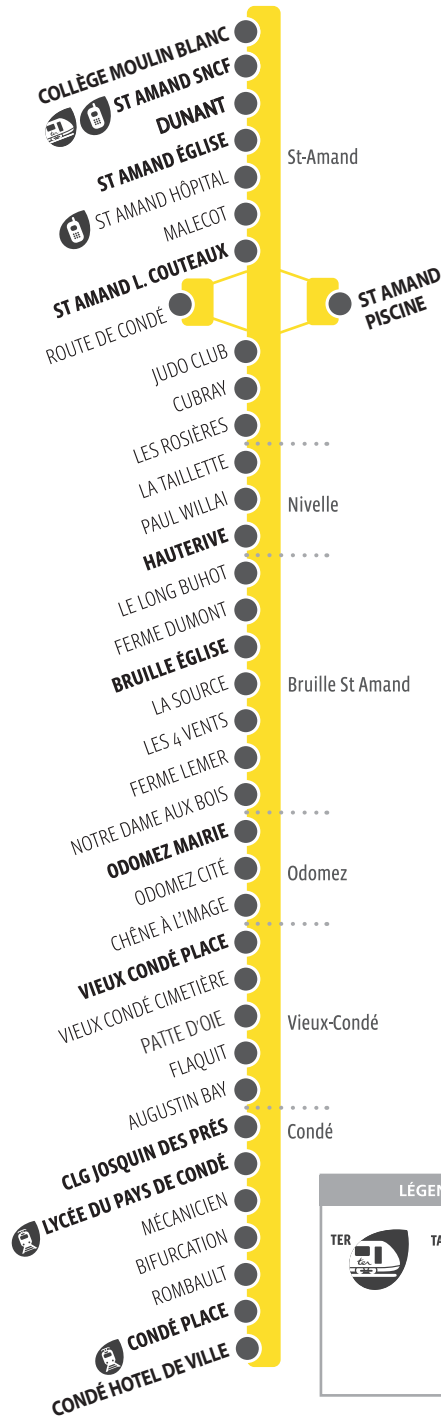 COLLÈGE MOULIN BLANC
ST AMAND SNCF
DUNANT
ST AMAND ÉGLISE
St-Amand
ST AMAND HÔPITAL
MALECOT
ST AMAND L. COUTEAUX
ROUTE DE CONDÉ
ST AMAND
PISCINE
JUDO CLUB
CUBRAY
LES ROSIÈRES
LA TAILLETTE
PAUL WILLAI
Nivelle
HAUTERIVE
LE LONG BUHOT
FERME DUMONT
BRUILLE ÉGLISE
LA SOURCE
Bruille St Amand
LES 4 VENTS
FERME LEMER
NOTRE DAME AUX BOIS
ODOMEZ MAIRIE
ODOMEZ CITÉ
Odomez
CHÊNE À L'IMAGE
VIEUX CONDÉ PLACE
VIEUX CONDÉ CIMETIÈRE
PATTE D'OIE
Vieux-Condé
FLAQUIT
AUGUSTIN BAY
CLG JOSQUIN DES PRÉS
Condé
LYCÉE DU PAYS DE CONDÉ
MÉCANICIEN
BIFURCATION
ROMBAULT
CONDÉ PLACE
CONDÉ HOTEL DE VILLE
LÉGEN
TER
ter
TA